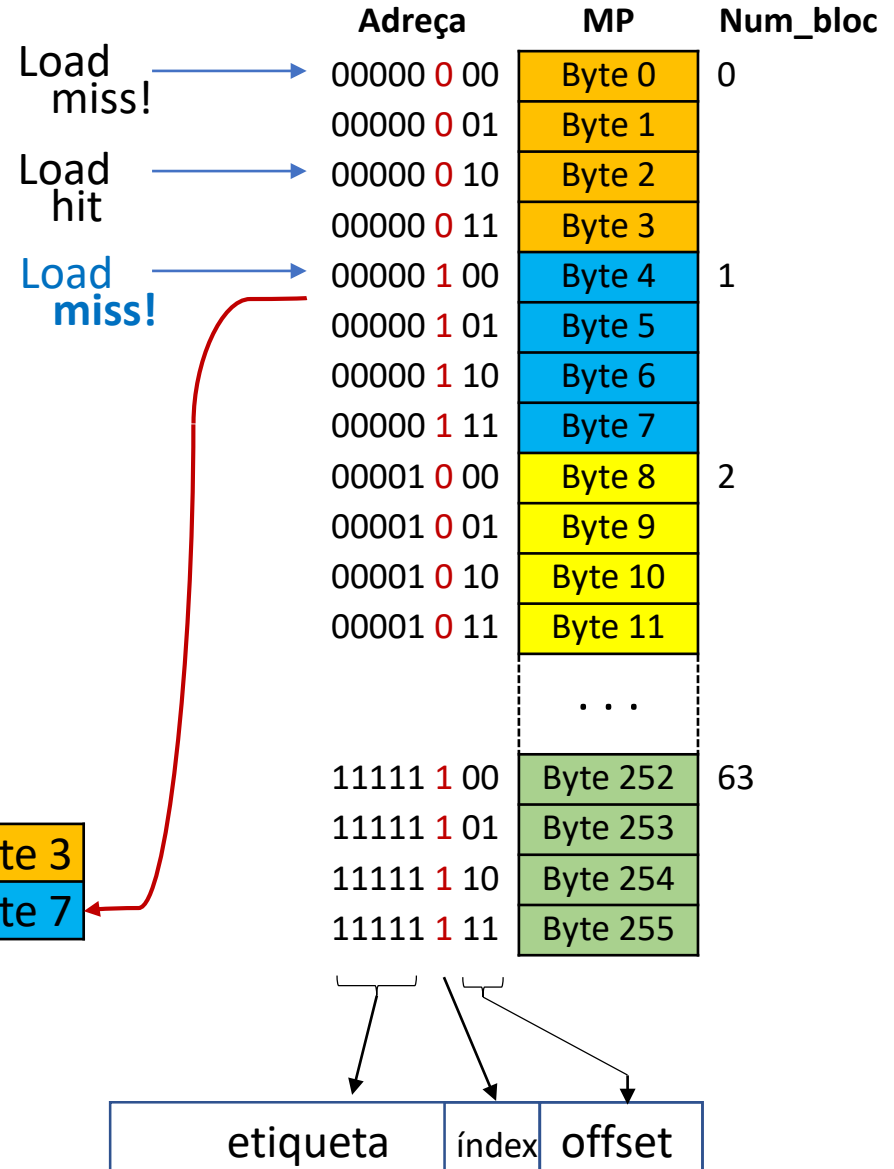 Adreça MP Num_bloc
Load miss! 00000 0 00 Byte 0 0
00000 0 01 Byte 1
Load hit 00000 0 10 Byte 2
00000 0 11 Byte 3
Load miss! 00000 1 00 Byte 4 1
00000 1 01 Byte 5
00000 1 10 Byte 6
00000 1 11 Byte 7
00001 0 00 Byte 8 2
00001 0 01 Byte 9
00001 0 10 Byte 10
00001 0 11 Byte 11
. . .
11111 1 00 Byte 252 63
11111 1 01 Byte 253
te 3 11111 1 10 Byte 254
te 7 11111 1 11 Byte 255
etiqueta índex offset